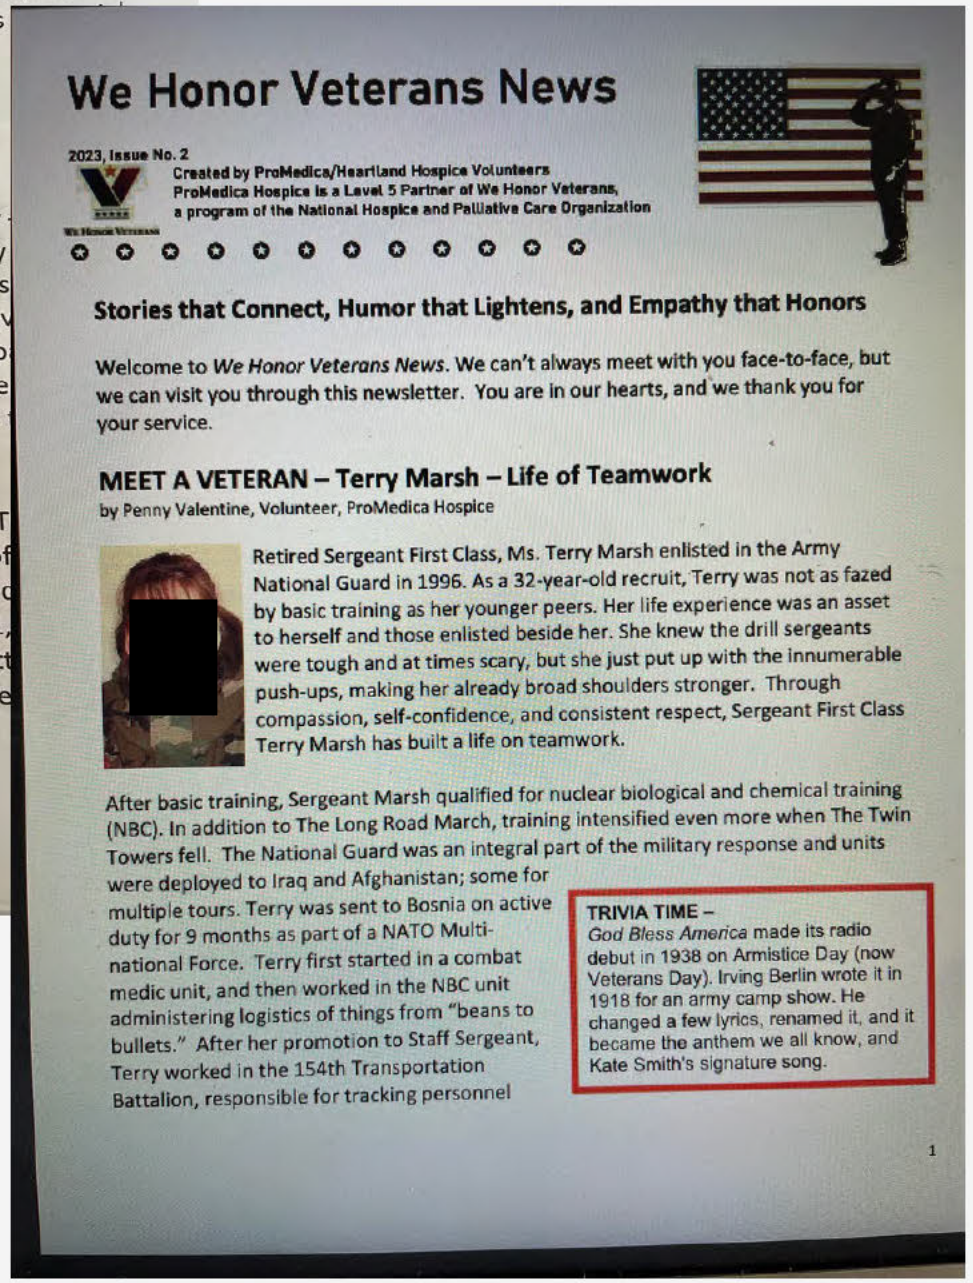 We Honor Veterans News
2023, Issue No. 2
Created by ProMedica/Heartland Hospice Volunteers
ProMedica Hospice is a Level 5 Partner of We Honor Veterans,
a program of the National Hospice and Palliative Care Organization
WE HONOR VETERANS
Stories that Connect, Humor that Lightens, and Empathy that Honors
Welcome to We Honor Veterans News. We can't always meet with you face-to-face, but
we can visit you through this newsletter. You are in our hearts, and we thank you for
your service.
MEET A VETERAN – Terry Marsh – Life of Teamwork
by Penny Valentine, Volunteer, ProMedica Hospice
Retired Sergeant First Class, Ms. Terry Marsh enlisted in the Army
National Guard in 1996. As a 32-year-old recruit, Terry was not as fazed
by basic training as her younger peers. Her life experience was an asset
to herself and those enlisted beside her. She knew the drill sergeants
were tough and at times scary, but she just put up with the innumerable
push-ups, making her already broad shoulders stronger. Through
compassion, self-confidence, and consistent respect, Sergeant First Class
Terry Marsh has built a life on teamwork.
After basic training, Sergeant Marsh qualified for nuclear biological and chemical training
(NBC). In addition to The Long Road March, training intensified even more when The Twin
Towers fell. The National Guard was an integral part of the military response and units
were deployed to Iraq and Afghanistan; some for
multiple tours. Terry was sent to Bosnia on active
duty for 9 months as part of a NATO Multi-
national Force. Terry first started in a combat
medic unit, and then worked in the NBC unit
administering logistics of things from "beans to
bullets." After her promotion to Staff Sergeant,
Terry worked in the 154th Transportation
Battalion, responsible for tracking personnel
TRIVIA TIME –
God Bless America made its radio
debut in 1938 on Armistice Day (now
Veterans Day). Irving Berlin wrote it in
1918 for an army camp show. He
changed a few lyrics, renamed it, and it
became the anthem we all know, and
Kate Smith's signature song.
1